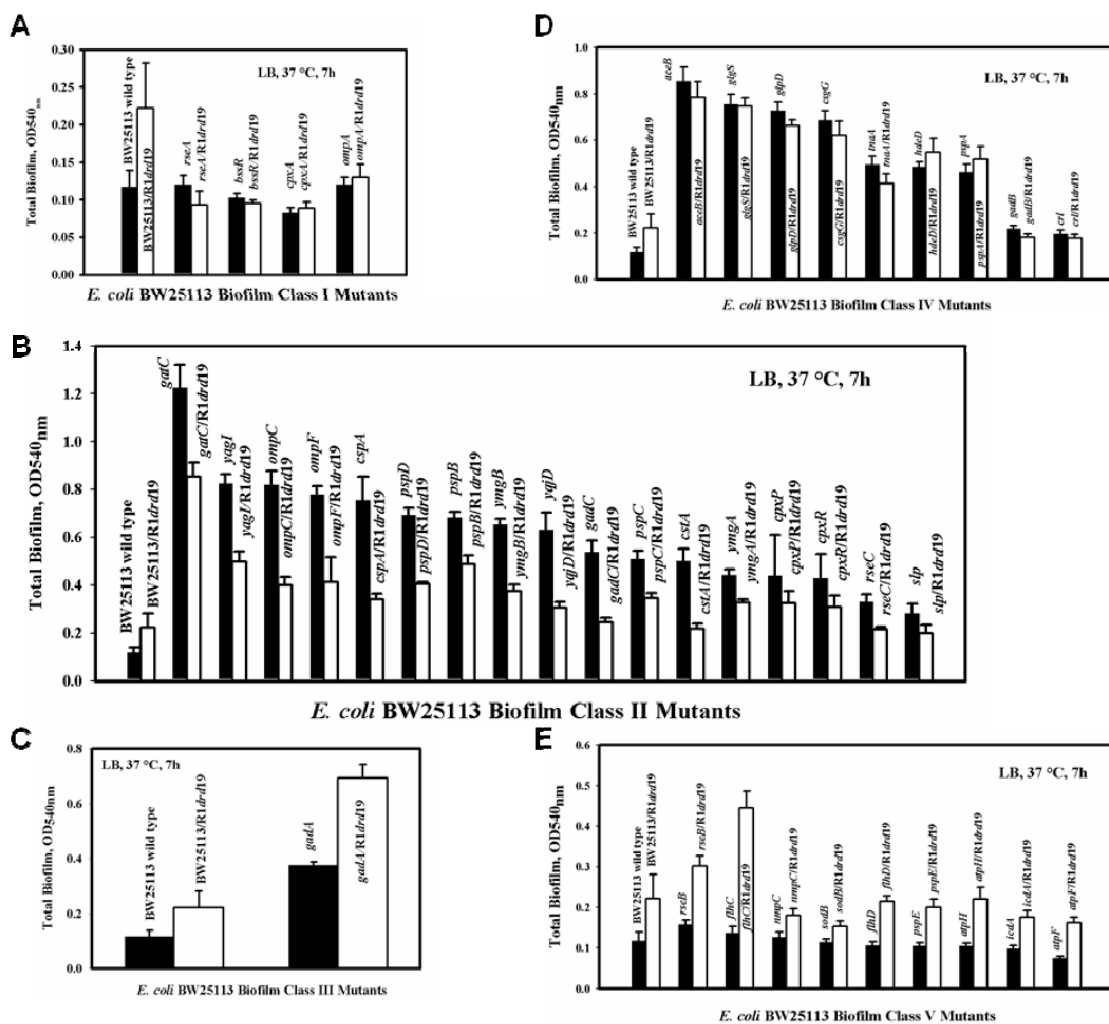 A
Total Biofilm, OD540nm
0.30
0.25
0.20
0.15
0.10
0.05
0.00
LB, 37 °C, 7h
BW25113 wild type
BW25113/R1drd19
rseA
rseA/R1drd19
bssR
bssR/R1drd19
cpxA
cpxA/R1drd19
ompA
ompA/R1drd19
E. coli BW25113 Biofilm Class I Mutants
D
Total Biofilm, OD540nm
1.0
0.8
0.6
0.4
0.2
0.0
LB, 37 °C, 7h
BW25113 wild type
BW25113/R1drd19
aceB
aceB/R1drd19
glgS
glgS/R1drd19
glpD
glpD/R1drd19
csgG
csgG/R1drd19
tnaA
tnaA/R1drd19
hdeD
hdeD/R1drd19
pspA
pspA/R1drd19
gadB
gadB/R1drd19
crl
crl/R1drd19
E. coli BW25113 Biofilm Class IV Mutants
B
Total Biofilm, OD540nm
1.4
1.2
1.0
0.8
0.6
0.4
0.2
0.0
LB, 37 °C, 7h
BW25113 wild type
BW25113/R1drd19
gatC
gatC/R1drd19
yagI
yagI/R1drd19
ompC
ompC/R1drd19
ompF
ompF/R1drd19
cspA
cspA/R1drd19
pspD
pspD/R1drd19
pspB
pspB/R1drd19
ymgB
ymgB/R1drd19
yqjD
yqjD/R1drd19
gadC
gadC/R1drd19
pspC
pspC/R1drd19
cstA
cstA/R1drd19
ymgA
ymgA/R1drd19
cpxP
cpxP/R1drd19
cpxR
cpxR/R1drd19
rseC
rseC/R1drd19
slp
slp/R1drd19
E. coli BW25113 Biofilm Class II Mutants
C
Total Biofilm, OD540nm
0.8
0.6
0.4
0.2
0.0
LB, 37 °C, 7h
BW25113 wild type
BW25113/R1drd19
gadA
gadA/R1drd19
E. coli BW25113 Biofilm Class III Mutants
E
Total Biofilm, OD540nm
0.6
0.5
0.4
0.3
0.2
0.1
0.0
LB, 37 °C, 7h
BW25113 wild type
BW25113/R1drd19
rseB
rseB/R1drd19
flhC
flhC/R1drd19
nmpC
nmpC/R1drd19
sodB
sodB/R1drd19
flhD
flhD/R1drd19
pspE
pspE/R1drd19
atpH
atpH/R1drd19
icdA
icdA/R1drd19
atpF
atpF/R1drd19
E. coli BW25113 Biofilm Class V Mutants